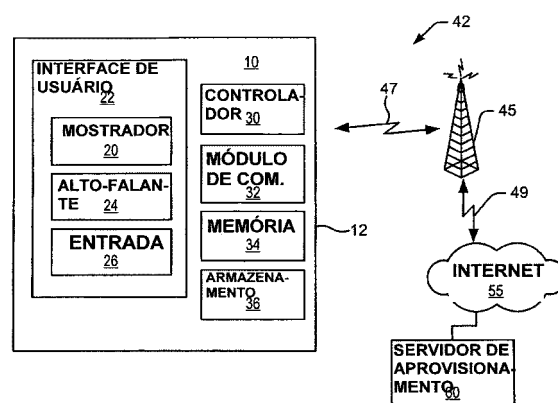 INTERFACE DE
USUÁRIO
22
MOSTRADOR
20
ALTO-FALAN-
TE
24
ENTRADA
26
10
CONTROLA-
DOR
30
MÓDULO
DE COM.
32
MEMÓRIA
34
ARMAZENA-
MENTO
36
12
42
47
45
49
INTERNET
55
SERVIDOR DE
APROVISIONA-
MENTO
60